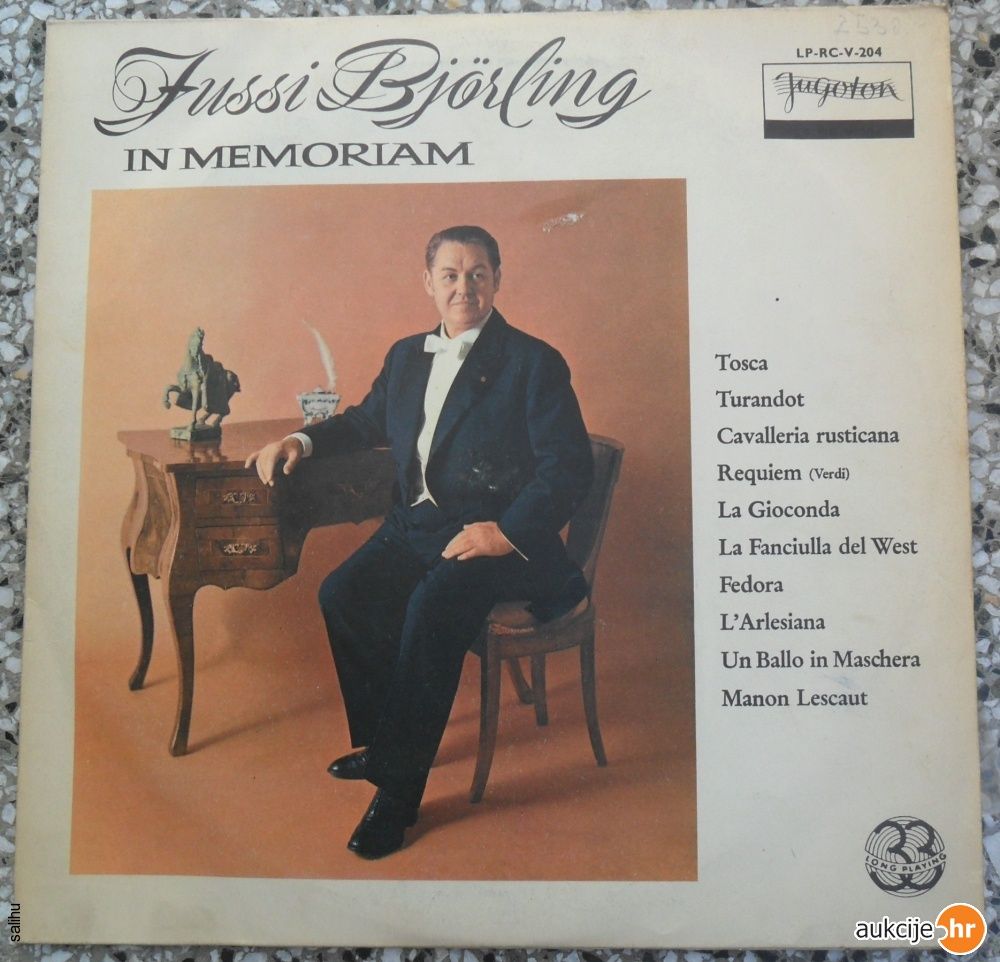 2538
LP-RC-V-204
Jugoton
Jussi Björling
IN MEMORIAM
Tosca
Turandot
Cavalleria rusticana
Requiem (Verdi)
La Gioconda
La Fanciulla del West
Fedora
L'Arlesiana
Un Ballo in Maschera
Manon Lescaut
33
LONG PLAYING
salihu
aukcije.hr